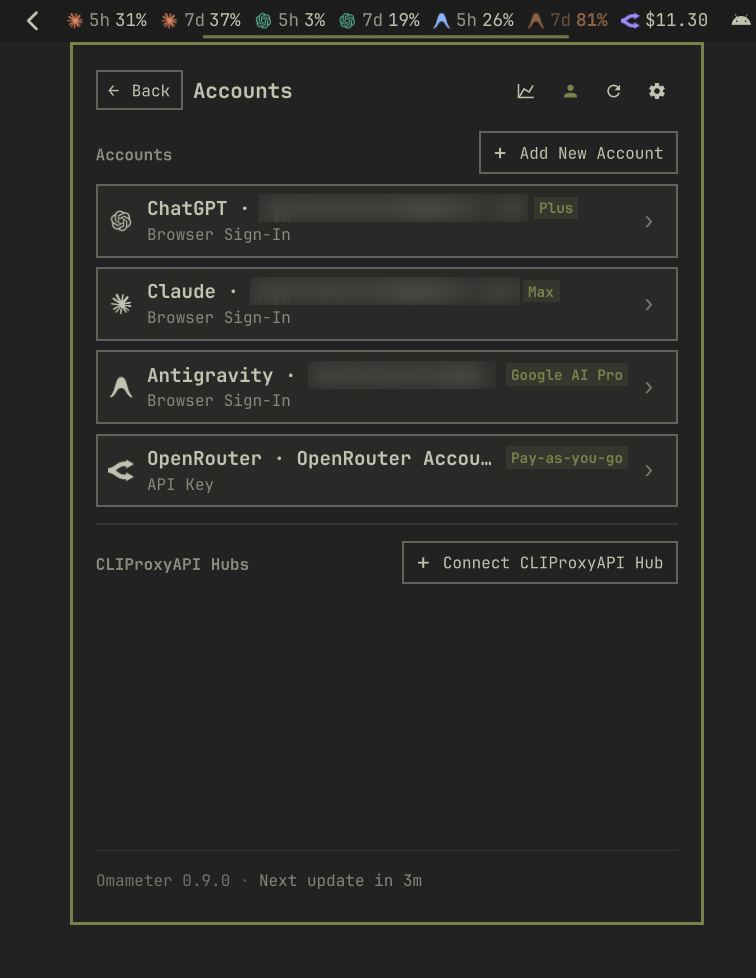 5h 31% 7d 37% 5h 3% 7d 19% 5h 26% 7d 81% $11.30
← Back Accounts
Accounts + Add New Account
ChatGPT · Plus
Browser Sign-In
Claude · Max
Browser Sign-In
Antigravity · Google AI Pro
Browser Sign-In
OpenRouter · OpenRouter Accou… Pay-as-you-go
API Key
CLIProxyAPI Hubs + Connect CLIProxyAPI Hub
Omameter 0.9.0 · Next update in 3m